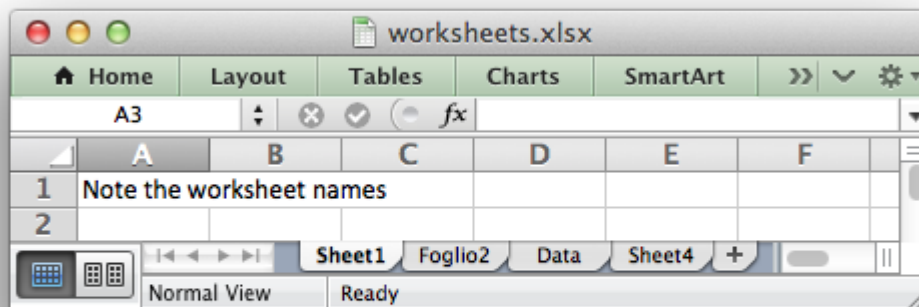 worksheets.xlsx
Home Layout Tables Charts SmartArt
A3 fx
A B C D E F
1 Note the worksheet names
2
Sheet1 Foglio2 Data Sheet4 +
Normal View Ready